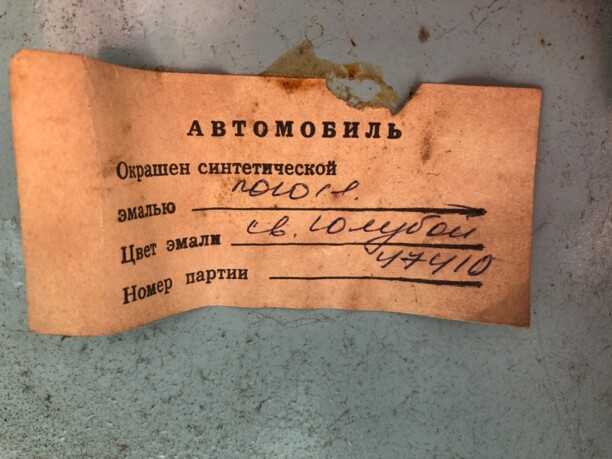 АВТОМОБИЛЬ
Окрашен синтетической
эмалью
Цвет эмали св. голубой
Номер партии 47410